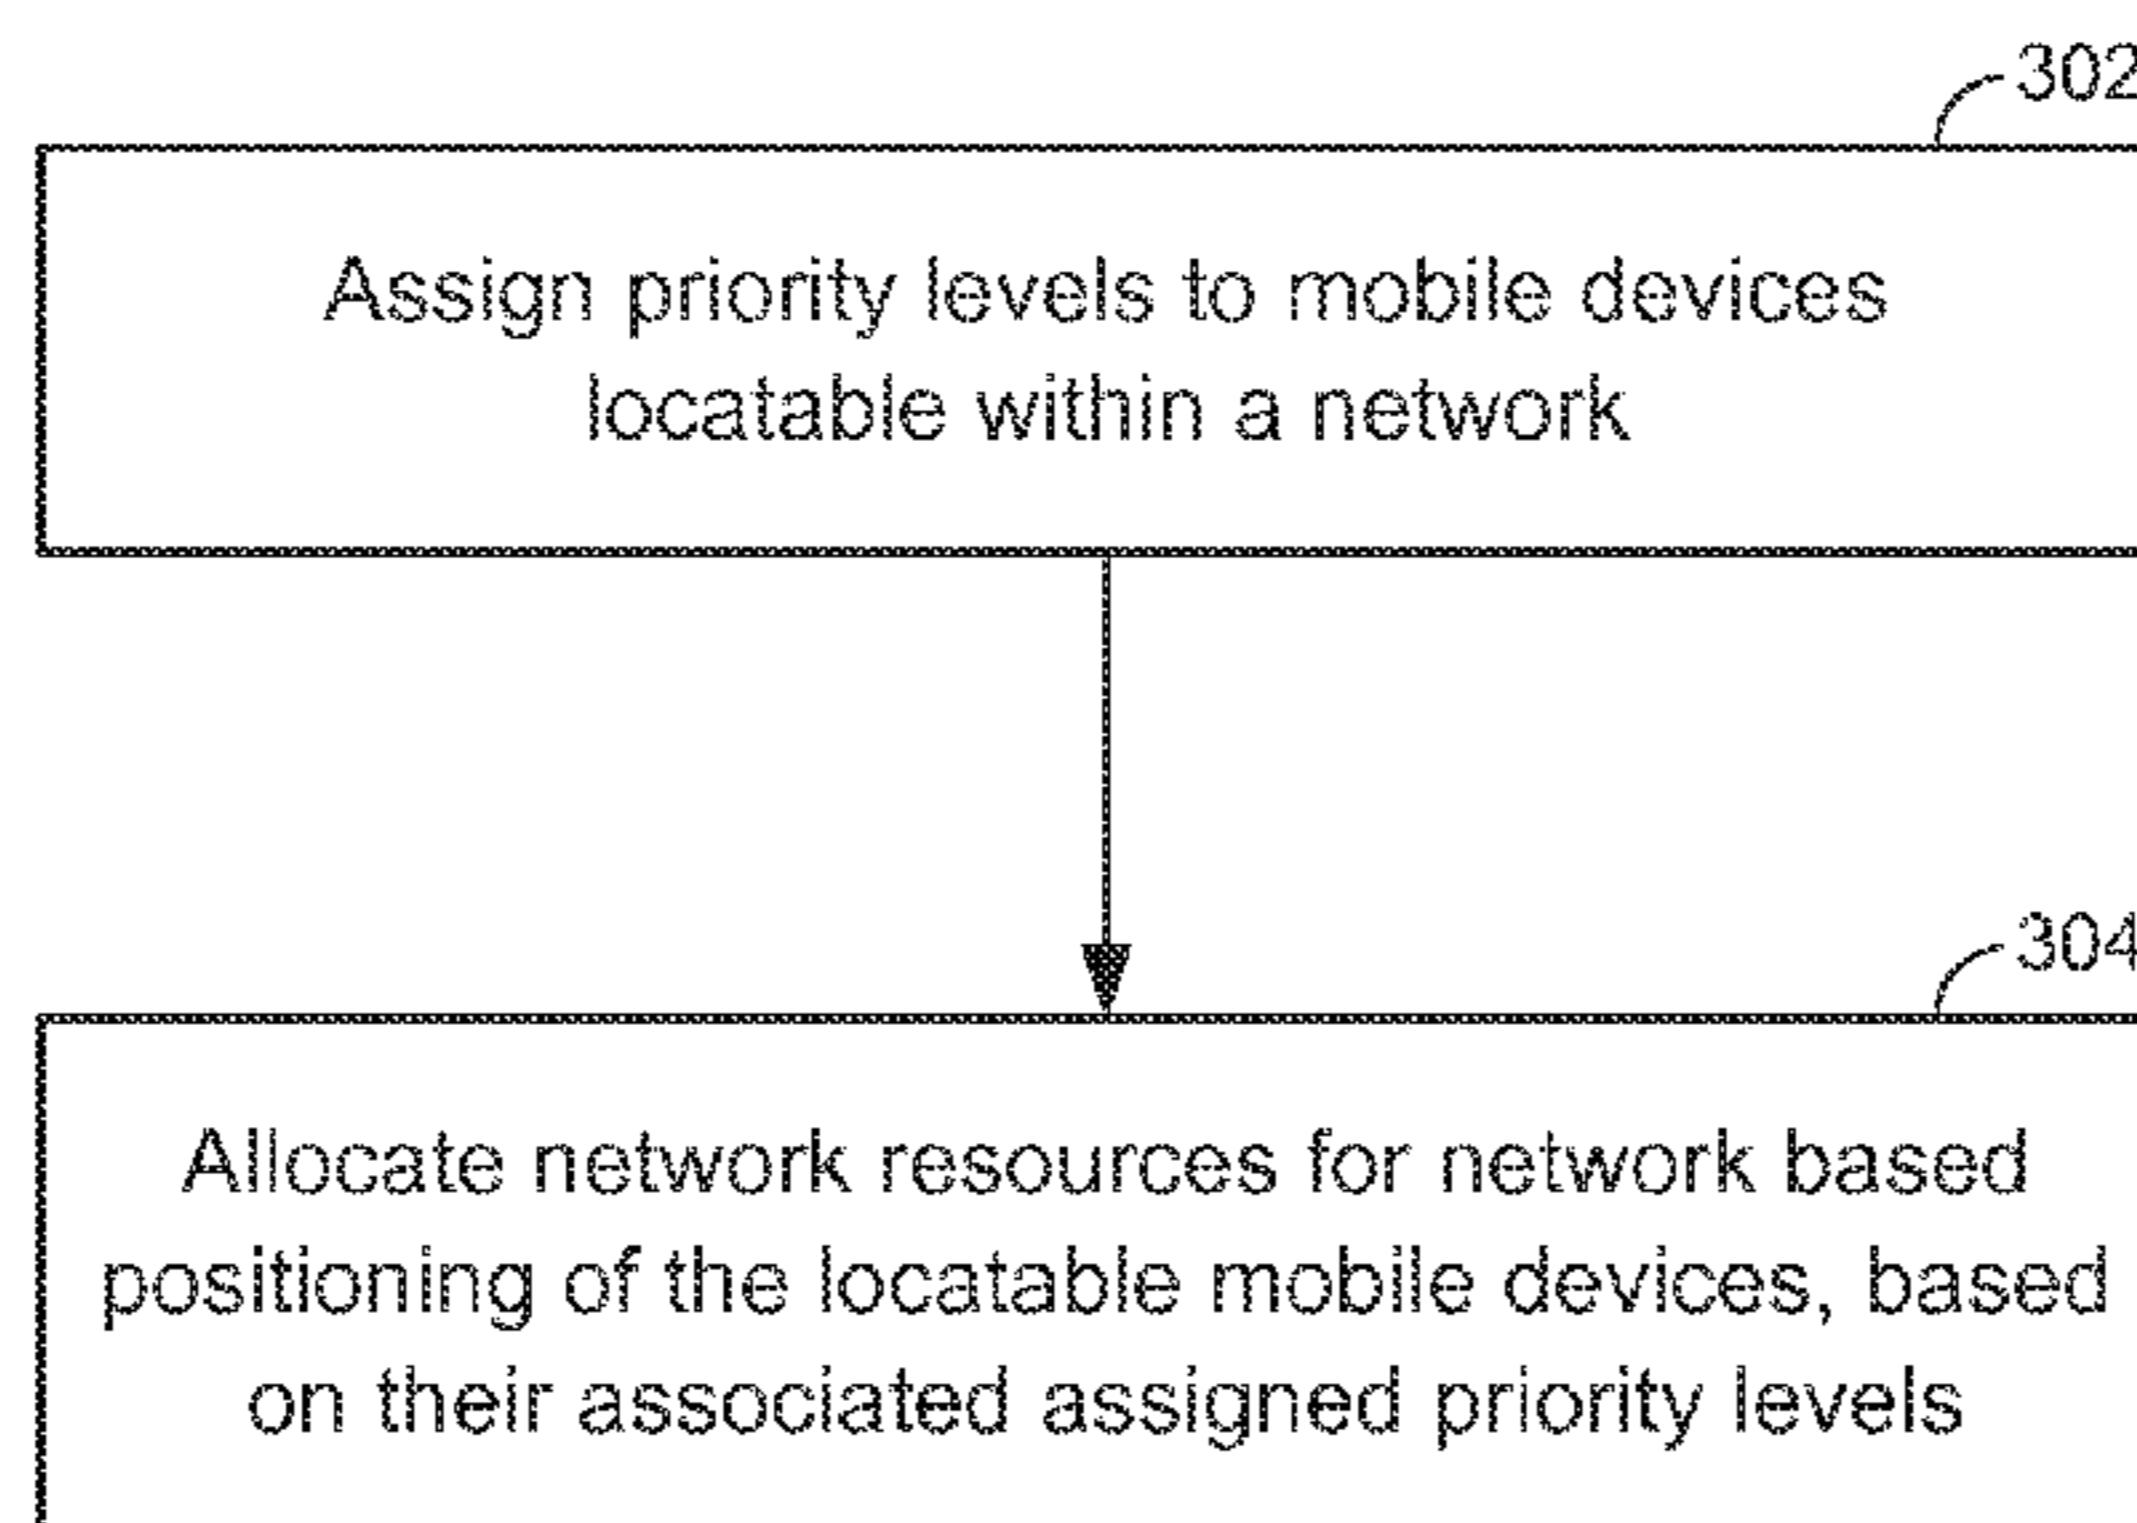 302
Assign priority levels to mobile devices
locatable within a network
304
Allocate network resources for network based
positioning of the locatable mobile devices, based
on their associated assigned priority levels